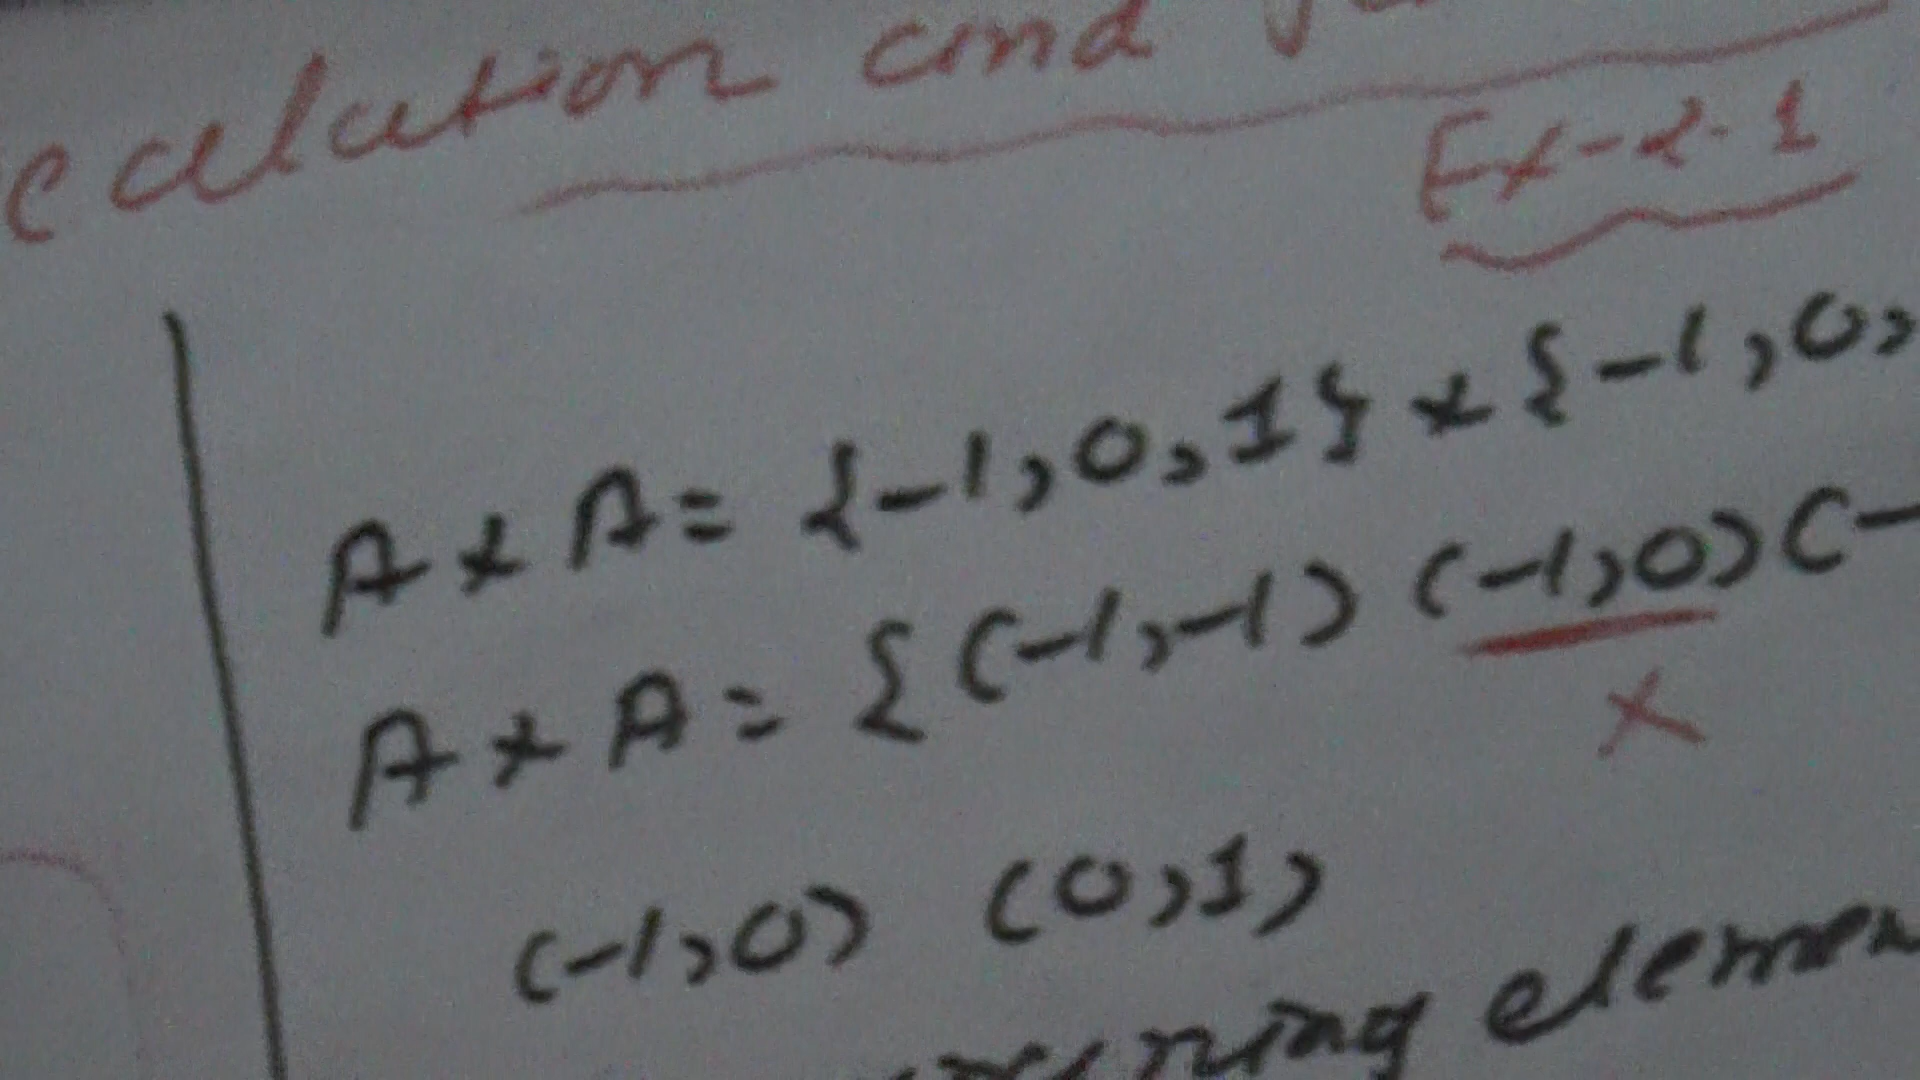 elation and
Ex-2.1
A × A = {-1, 0, 1} × {-1, 0,
A × A = {(-1, -1) (-1, 0) (-
×
(-1, 0) (0, 1)
elemen